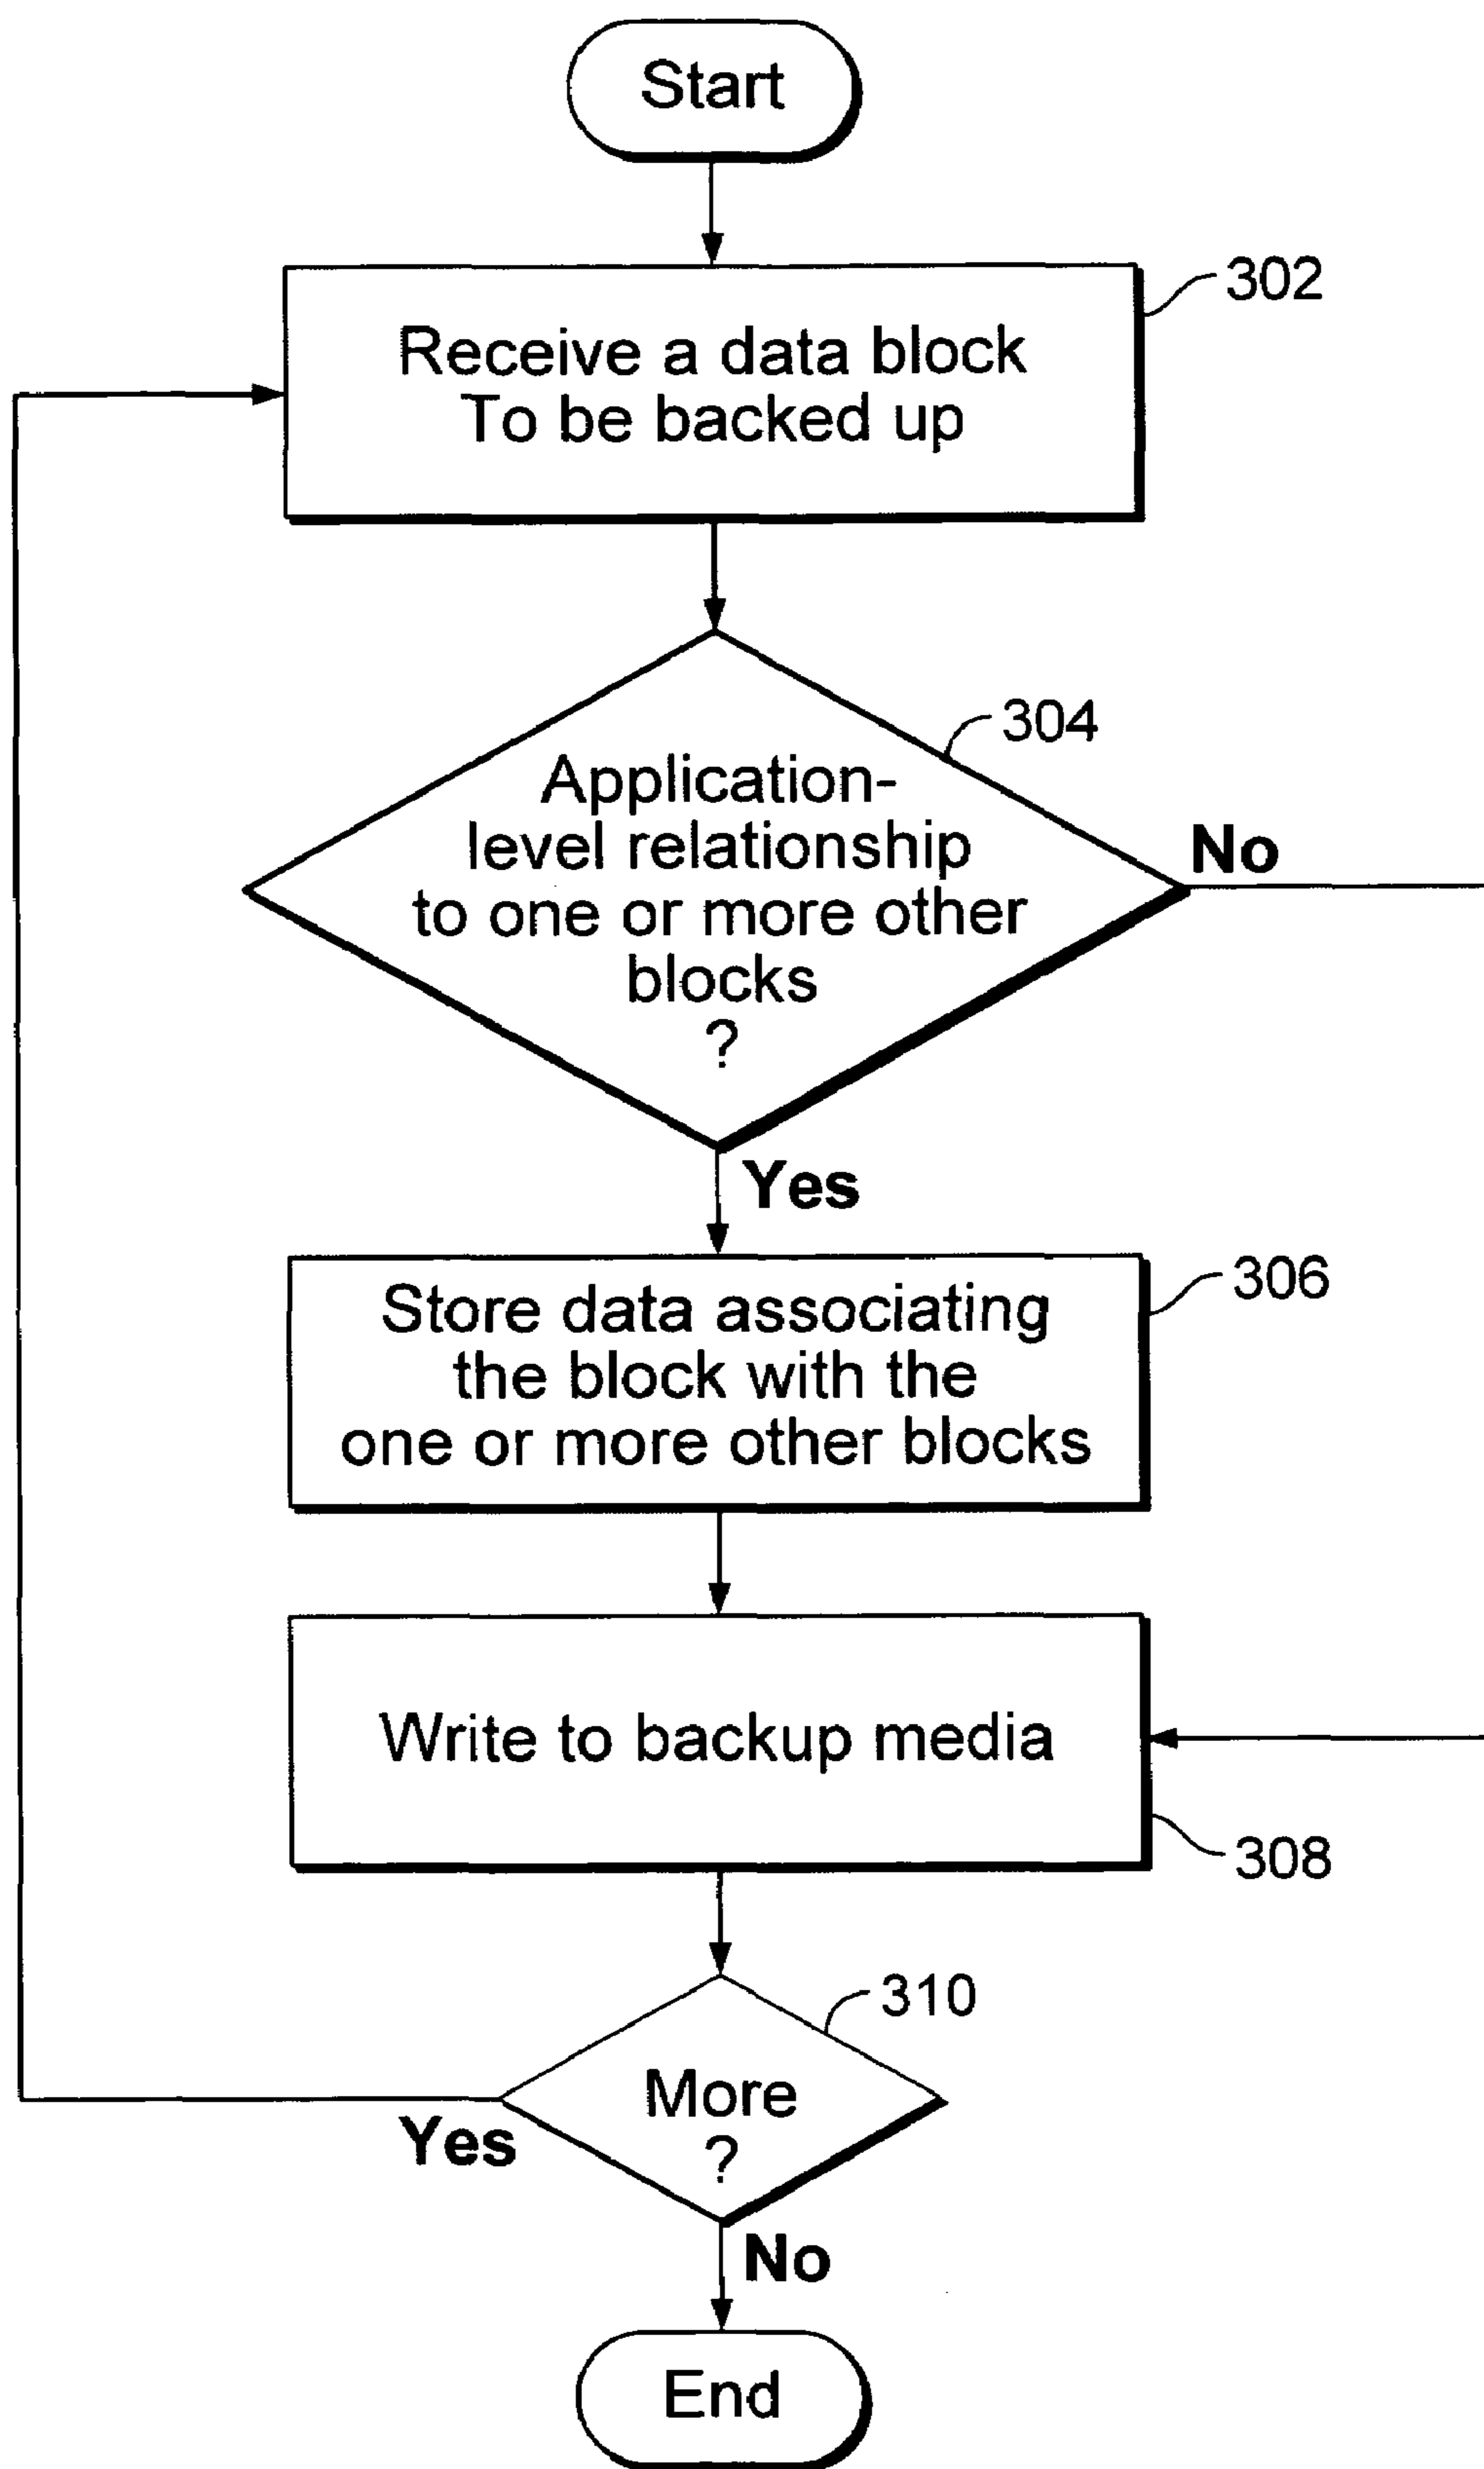 Start
302
Receive a data block
To be backed up
304
Application-
level relationship
to one or more other
blocks
?
No
Yes
306
Store data associating
the block with the
one or more other blocks
Write to backup media
308
310
More
?
Yes
No
End